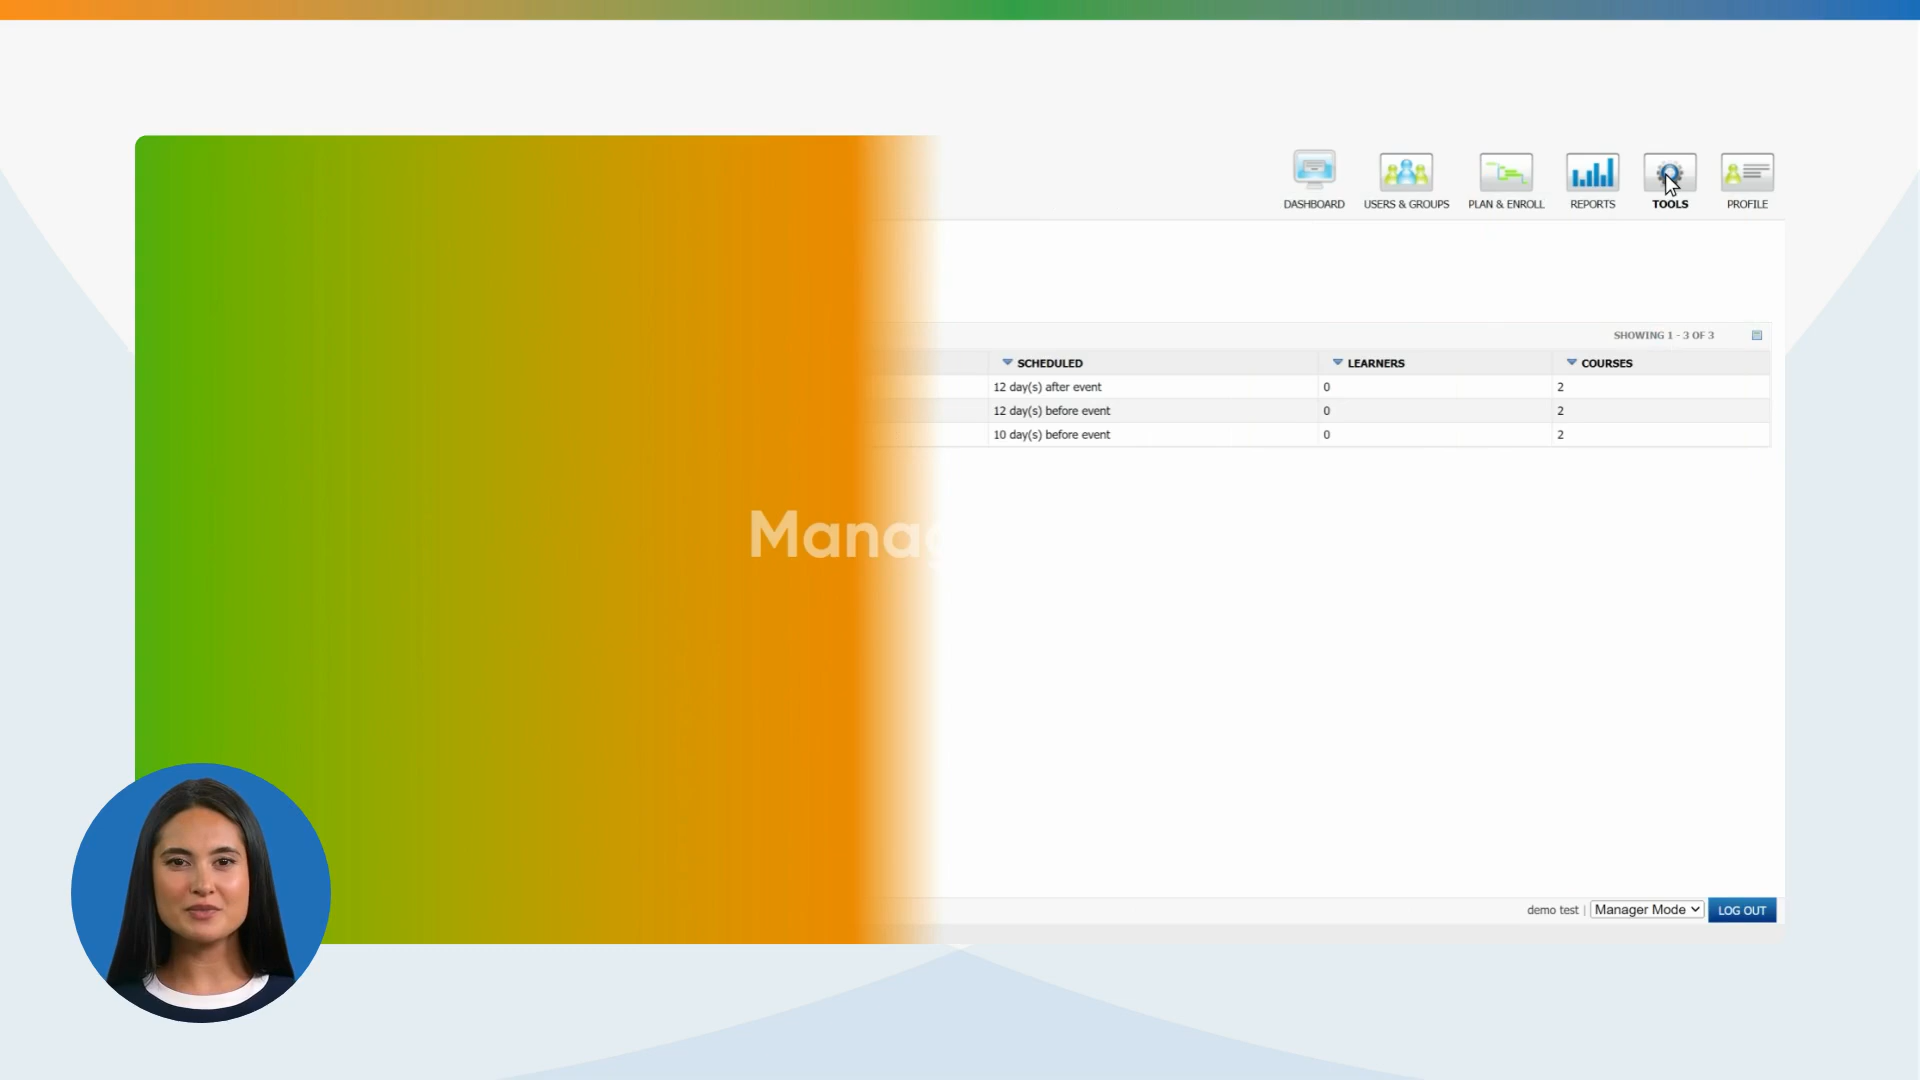 DASHBOARD USERS & GROUPS PLAN & ENROLL REPORTS TOOLS PROFILE
SHOWING 1 - 3 OF 3
SCHEDULED LEARNERS COURSES
12 day(s) after event 0 2
12 day(s) before event 0 2
10 day(s) before event 0 2
demo test | Manager Mode LOG OUT